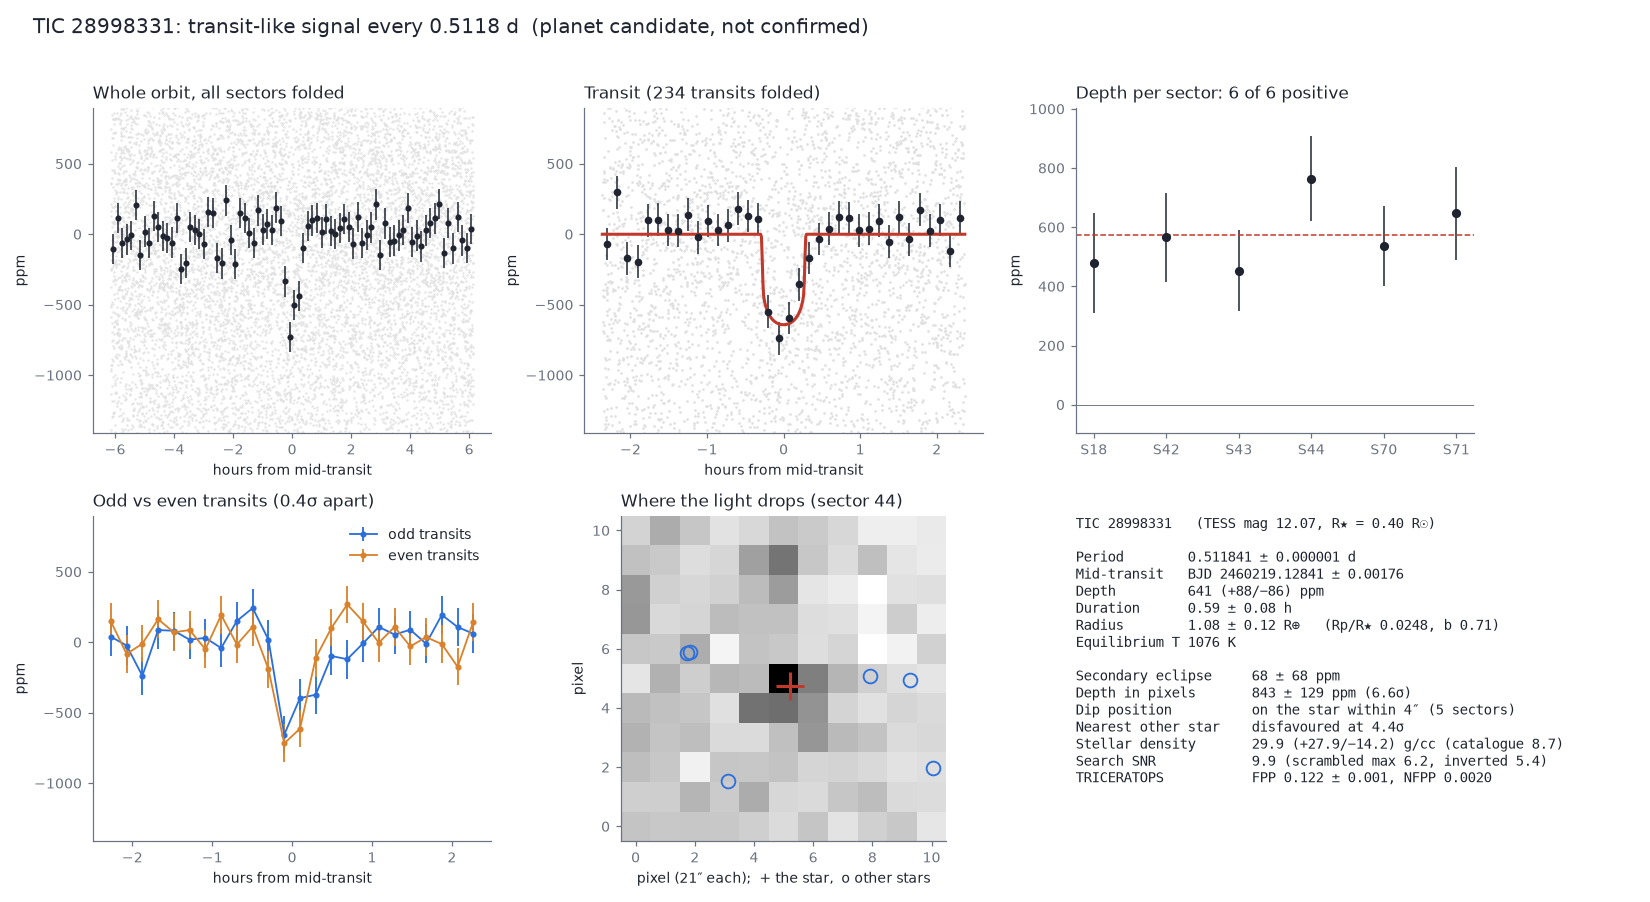 TIC 28998331: transit-like signal every 0.5118 d  (planet candidate, not confirmed)
Whole orbit, all sectors folded
500
0
−500
−1000
ppm
−6
−4
−2
0
2
4
6
hours from mid-transit
Transit (234 transits folded)
500
0
−500
−1000
ppm
−2
−1
0
1
2
hours from mid-transit
Depth per sector: 6 of 6 positive
1000
800
600
400
200
0
ppm
S18
S42
S43
S44
S70
S71
Odd vs even transits (0.4σ apart)
odd transits
even transits
500
0
−500
−1000
ppm
−2
−1
0
1
2
hours from mid-transit
Where the light drops (sector 44)
10
8
6
4
2
0
pixel
0
2
4
6
8
10
pixel (21″ each);  + the star,  o other stars
TIC 28998331   (TESS mag 12.07, R★ = 0.40 R☉)
Period        0.511841 ± 0.000001 d
Mid-transit   BJD 2460219.12841 ± 0.00176
Depth         641 (+88/−86) ppm
Duration      0.59 ± 0.08 h
Radius        1.08 ± 0.12 R⊕   (Rp/R★ 0.0248, b 0.71)
Equilibrium T 1076 K
Secondary eclipse     68 ± 68 ppm
Depth in pixels       843 ± 129 ppm (6.6σ)
Dip position          on the star within 4″ (5 sectors)
Nearest other star    disfavoured at 4.4σ
Stellar density       29.9 (+27.9/−14.2) g/cc (catalogue 8.7)
Search SNR            9.9 (scrambled max 6.2, inverted 5.4)
TRICERATOPS           FPP 0.122 ± 0.001, NFPP 0.0020